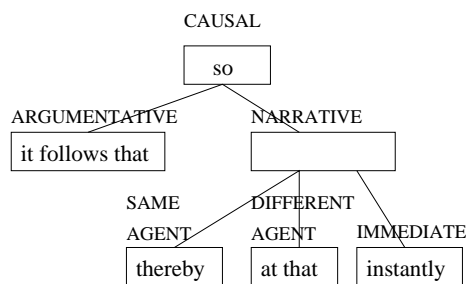 CAUSAL
so
ARGUMENTATIVE
NARRATIVE
it follows that
SAME
AGENT
DIFFERENT
AGENT
IMMEDIATE
thereby
at that
instantly